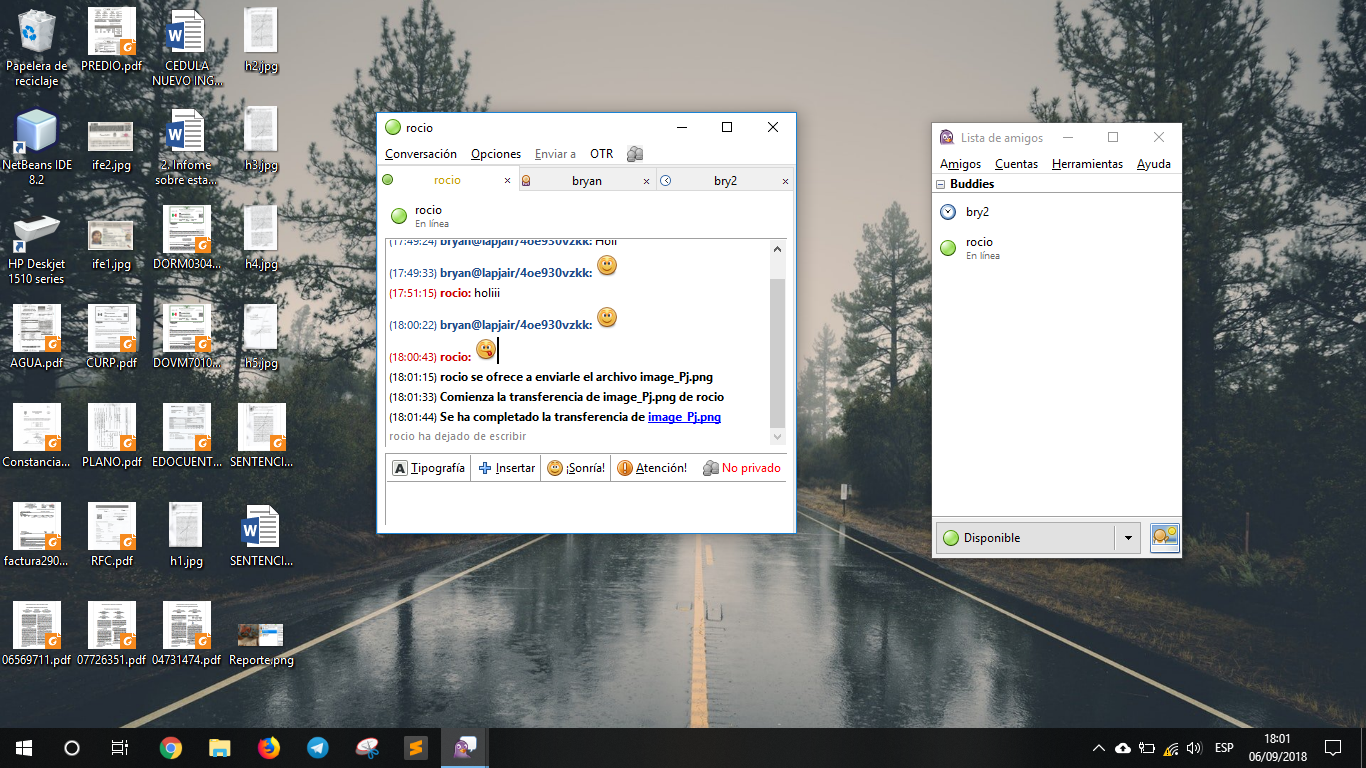 Papelera de
reciclaje
PREDIO.pdf
CEDULA
NUEVO ING...
h2.jpg
NetBeans IDE
8.2
ife2.jpg
2. Infome
sobre esta...
h3.jpg
HP Deskjet
1510 series
ife1.jpg
DORM0304...
h4.jpg
AGUA.pdf
CURP.pdf
DOVM7010...
h5.jpg
Constancia...
PLANO.pdf
EDOCUENT...
SENTENCI...
factura290...
RFC.pdf
h1.jpg
SENTENCI...
06569711.pdf
07726351.pdf
04731474.pdf
Reporte.png
rocio
Conversación Opciones Enviar a OTR
rocio bryan bry2
rocio
En línea
(17:49:24) bryan@lapjair/4oe930vzkk: Holi
(17:49:33) bryan@lapjair/4oe930vzkk:
(17:51:15) rocio: holiii
(18:00:22) bryan@lapjair/4oe930vzkk:
(18:00:43) rocio:
(18:01:15) rocio se ofrece a enviarle el archivo image_Pj.png
(18:01:33) Comienza la transferencia de image_Pj.png de rocio
(18:01:44) Se ha completado la transferencia de image_Pj.png
rocio ha dejado de escribir
A Tipografía Insertar ¡Sonría! Atención! No privado
Lista de amigos
Amigos Cuentas Herramientas Ayuda
Buddies
bry2
rocio
En línea
Disponible
ESP
18:01
06/09/2018